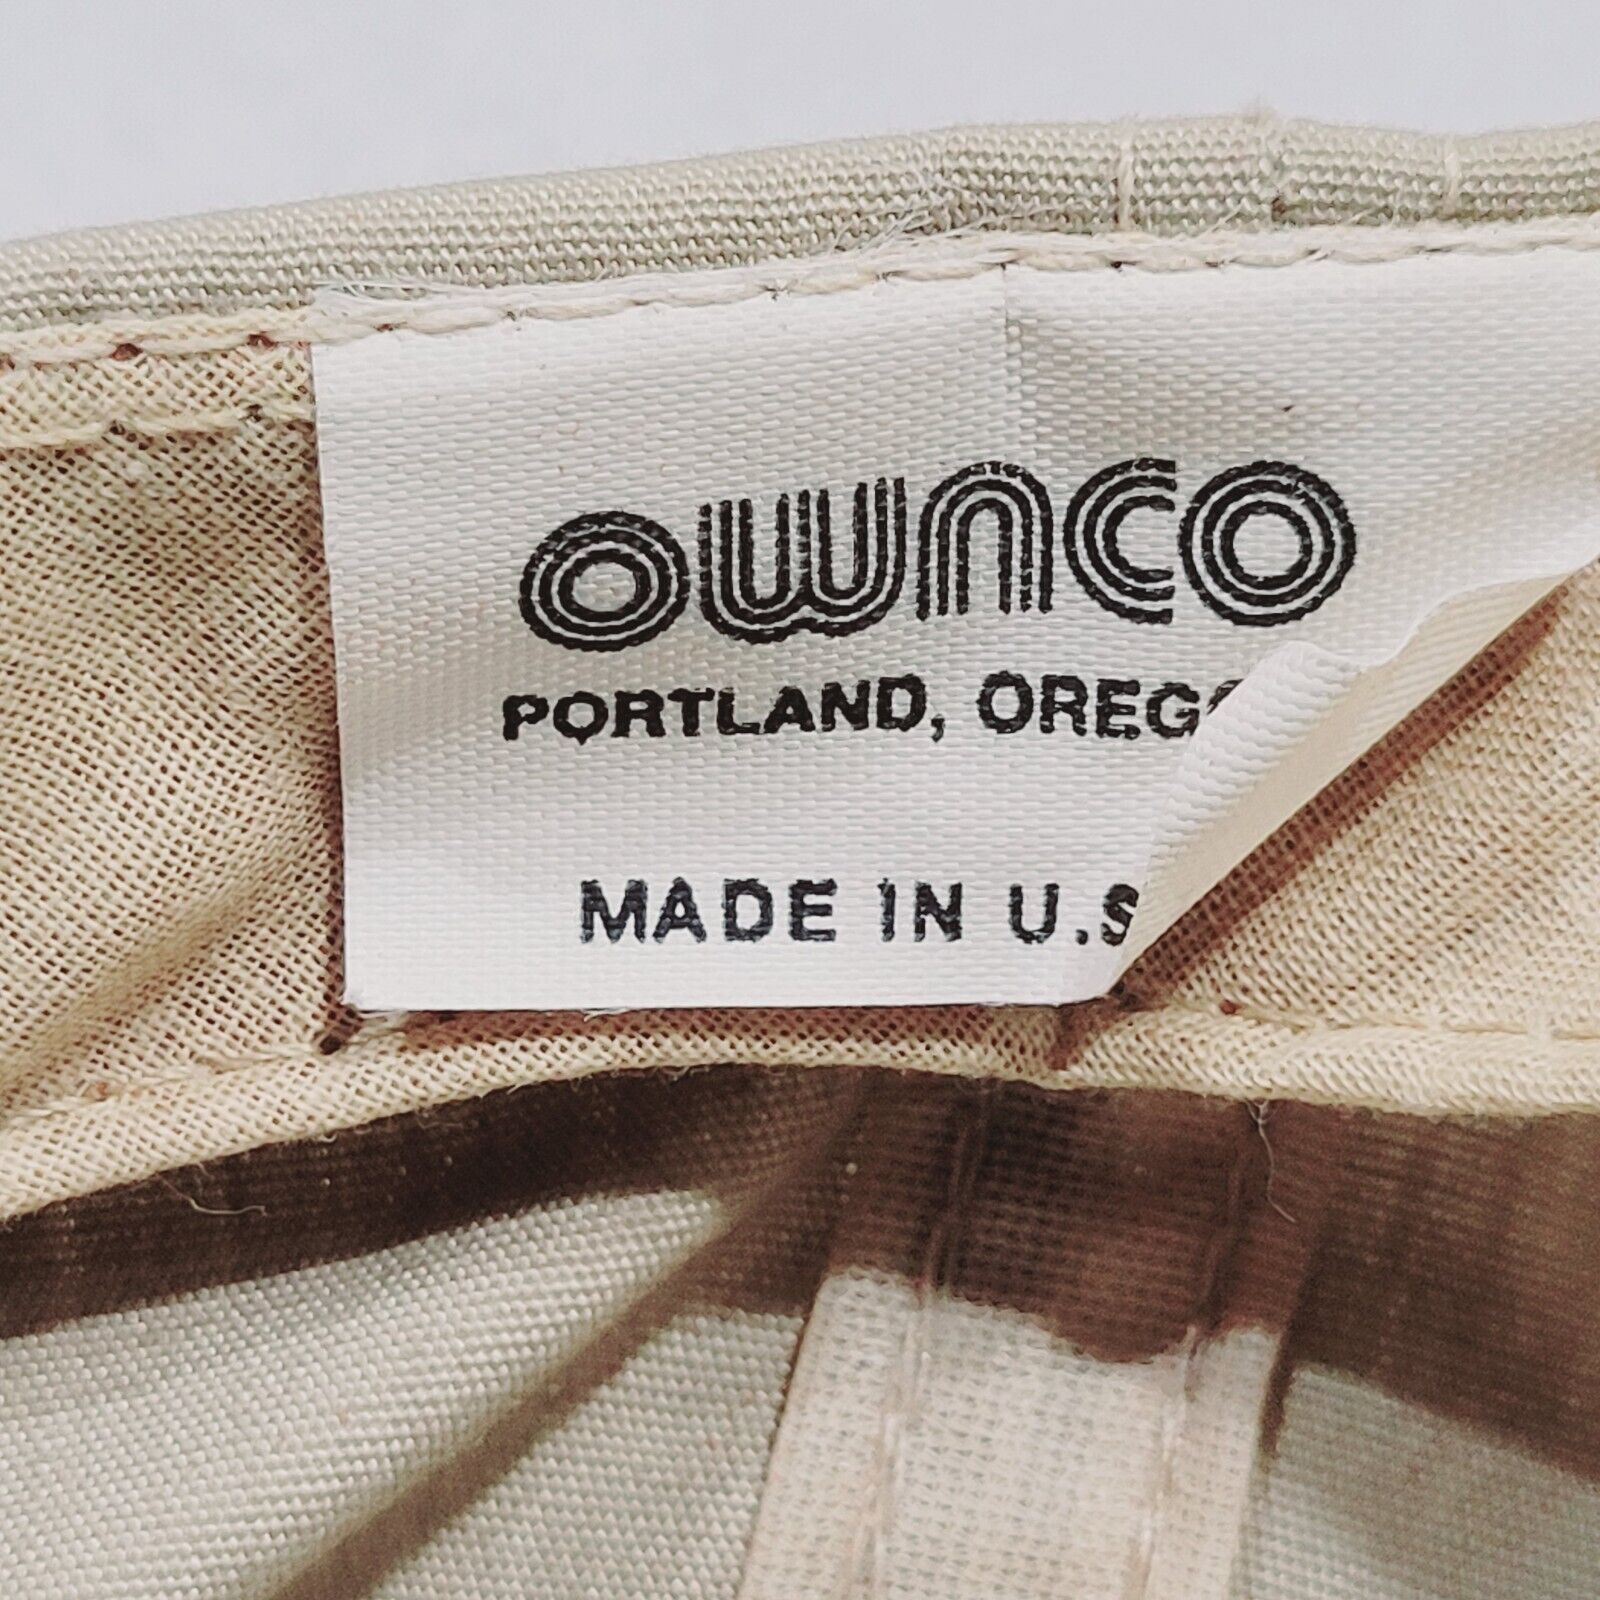 OWNCO
PORTLAND, OREG
MADE IN U.S